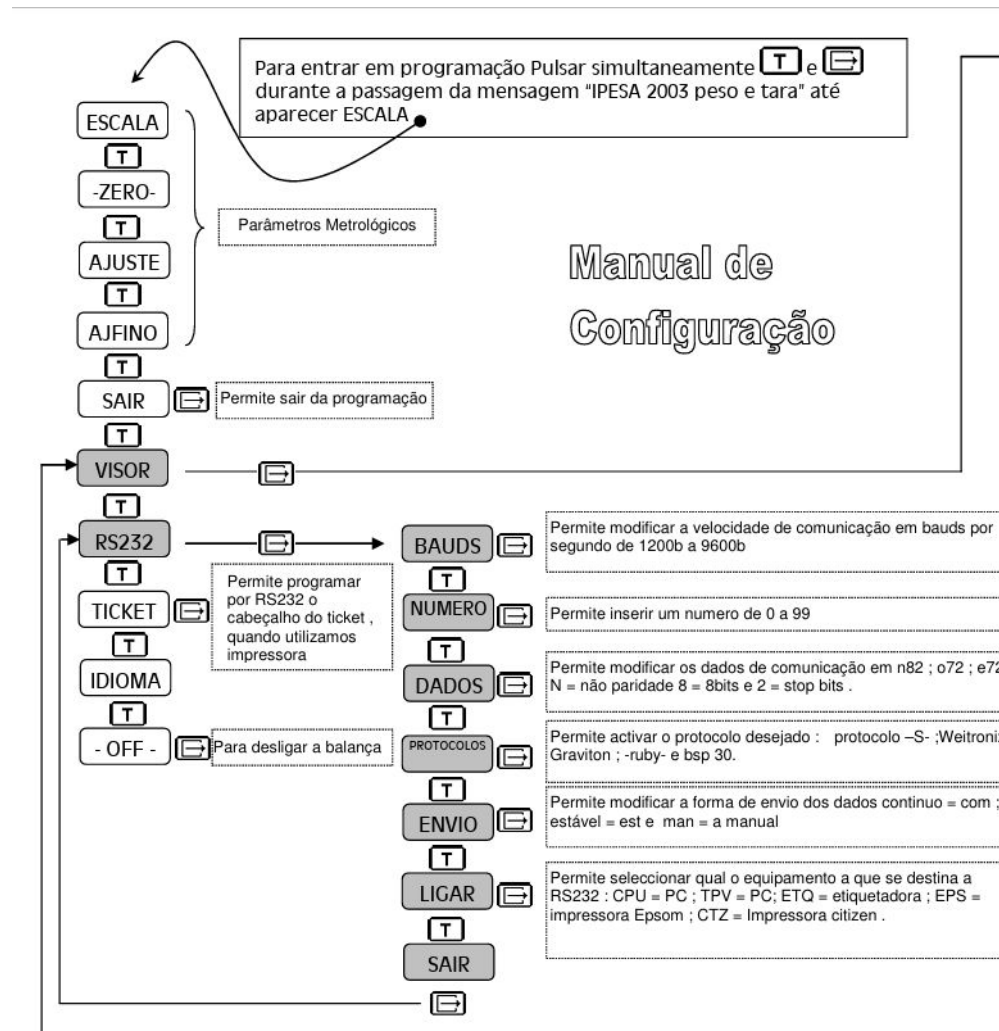 Para entrar em programação Pulsar simultaneamente T e
durante a passagem da mensagem “IPESA 2003 peso e tara” até
aparecer ESCALA
ESCALA
T
-ZERO-
T
AJUSTE
T
AJFINO
Parâmetros Metrológicos
Manual de
Configuração
T
SAIR
Permite sair da programação
T
VISOR
T
RS232
T
TICKET
Permite programar
por RS232 o
cabeçalho do ticket ,
quando utilizamos
impressora
T
IDIOMA
T
- OFF -
Para desligar a balança
BAUDS
Permite modificar a velocidade de comunicação em bauds por
segundo de 1200b a 9600b
T
NUMERO
Permite inserir um numero de 0 a 99
T
DADOS
Permite modificar os dados de comunicação em n82 ; o72 ; e72
N = não paridade 8 = 8bits e 2 = stop bits .
T
PROTOCOLOS
Permite activar o protocolo desejado : protocolo –S- ;
Graviton ; -ruby- e bsp 30.
T
ENVIO
Permite modificar a forma de envio dos dados continuo = com ;
estável = est e man = a manual
T
LIGAR
Permite seleccionar qual o equipamento a que se destina a
RS232 : CPU = PC ; TPV = PC; ETQ = etiquetadora ; EPS =
impressora Epsom ; CTZ = Impressora citizen .
T
SAIR